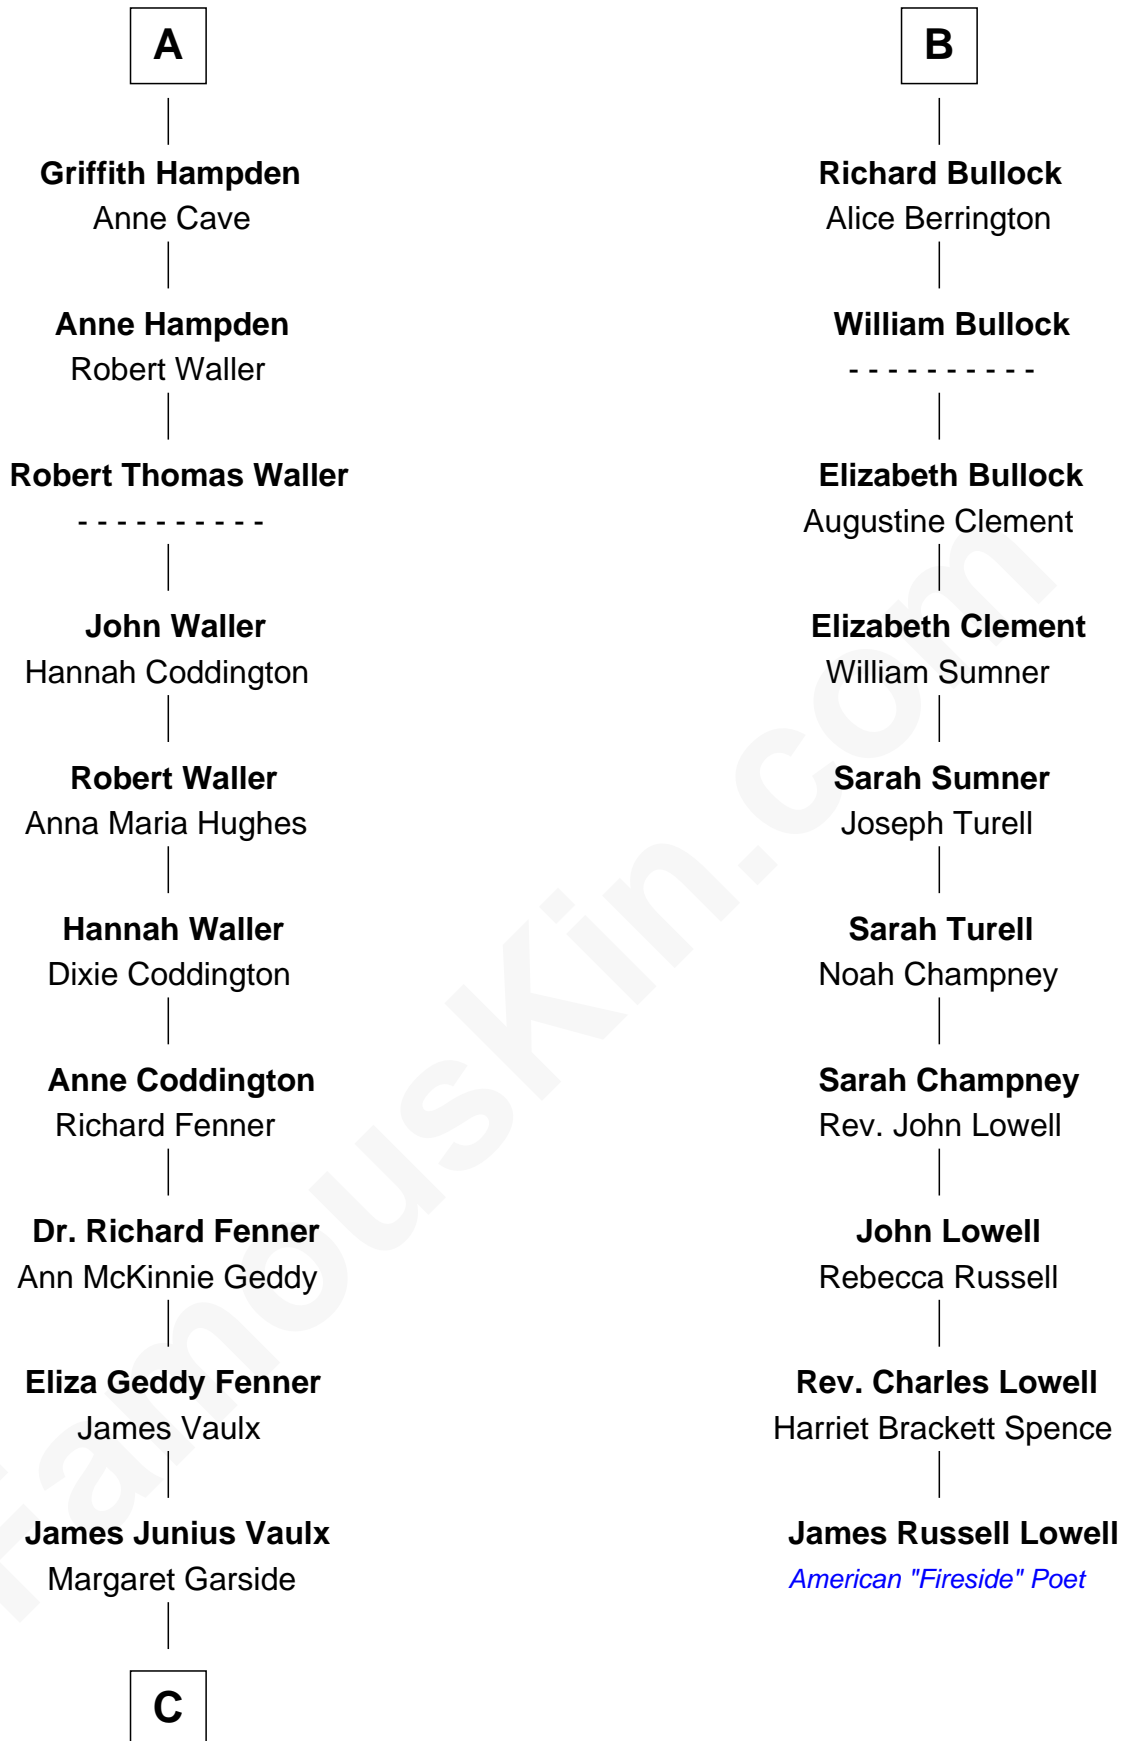 A
Griffith Hampden
Anne Cave
Anne Hampden
Robert Waller
Robert Thomas Waller
- - - - - - - - - -
John Waller
Hannah Coddington
Robert Waller
Anna Maria Hughes
Hannah Waller
Dixie Coddington
Anne Coddington
Richard Fenner
Dr. Richard Fenner
Ann McKinnie Geddy
Eliza Geddy Fenner
James Vaulx
James Junius Vaulx
Margaret Garside
C
B
Richard Bullock
Alice Berrington
William Bullock
- - - - - - - - - -
Elizabeth Bullock
Augustine Clement
Elizabeth Clement
William Sumner
Sarah Sumner
Joseph Turell
Sarah Turell
Noah Champney
Sarah Champney
Rev. John Lowell
John Lowell
Rebecca Russell
Rev. Charles Lowell
Harriet Brackett Spence
James Russell Lowell
American "Fireside" Poet
FamousKin.com